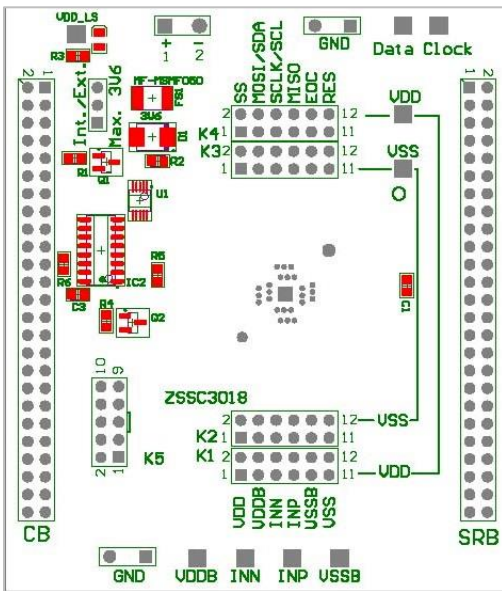 VDD_LS
R3
+ -
1 2
GND
Data Clock
2 1
Int./Ext.
3V6
Max.
MF-MSMF050
FS1
3V6
D1
R2
R1
Q1
U1
SS
MOSI/SDA
SCLK/SCL
MISO
EOC
RES
2 12
1 K4 11
2 K3 12
1 11
VDD
VSS
2 1
R6
R5
IC2
C3
R4
Q2
C1
ZSSC3018
10 9
2 1
K5
2 12
1 K2 11
2 K1 12
1 11
VSS
VDD
VDD
VDDB
INN
INP
VSSB
VSS
CB
SRB
GND
VDDB
INN
INP
VSSB